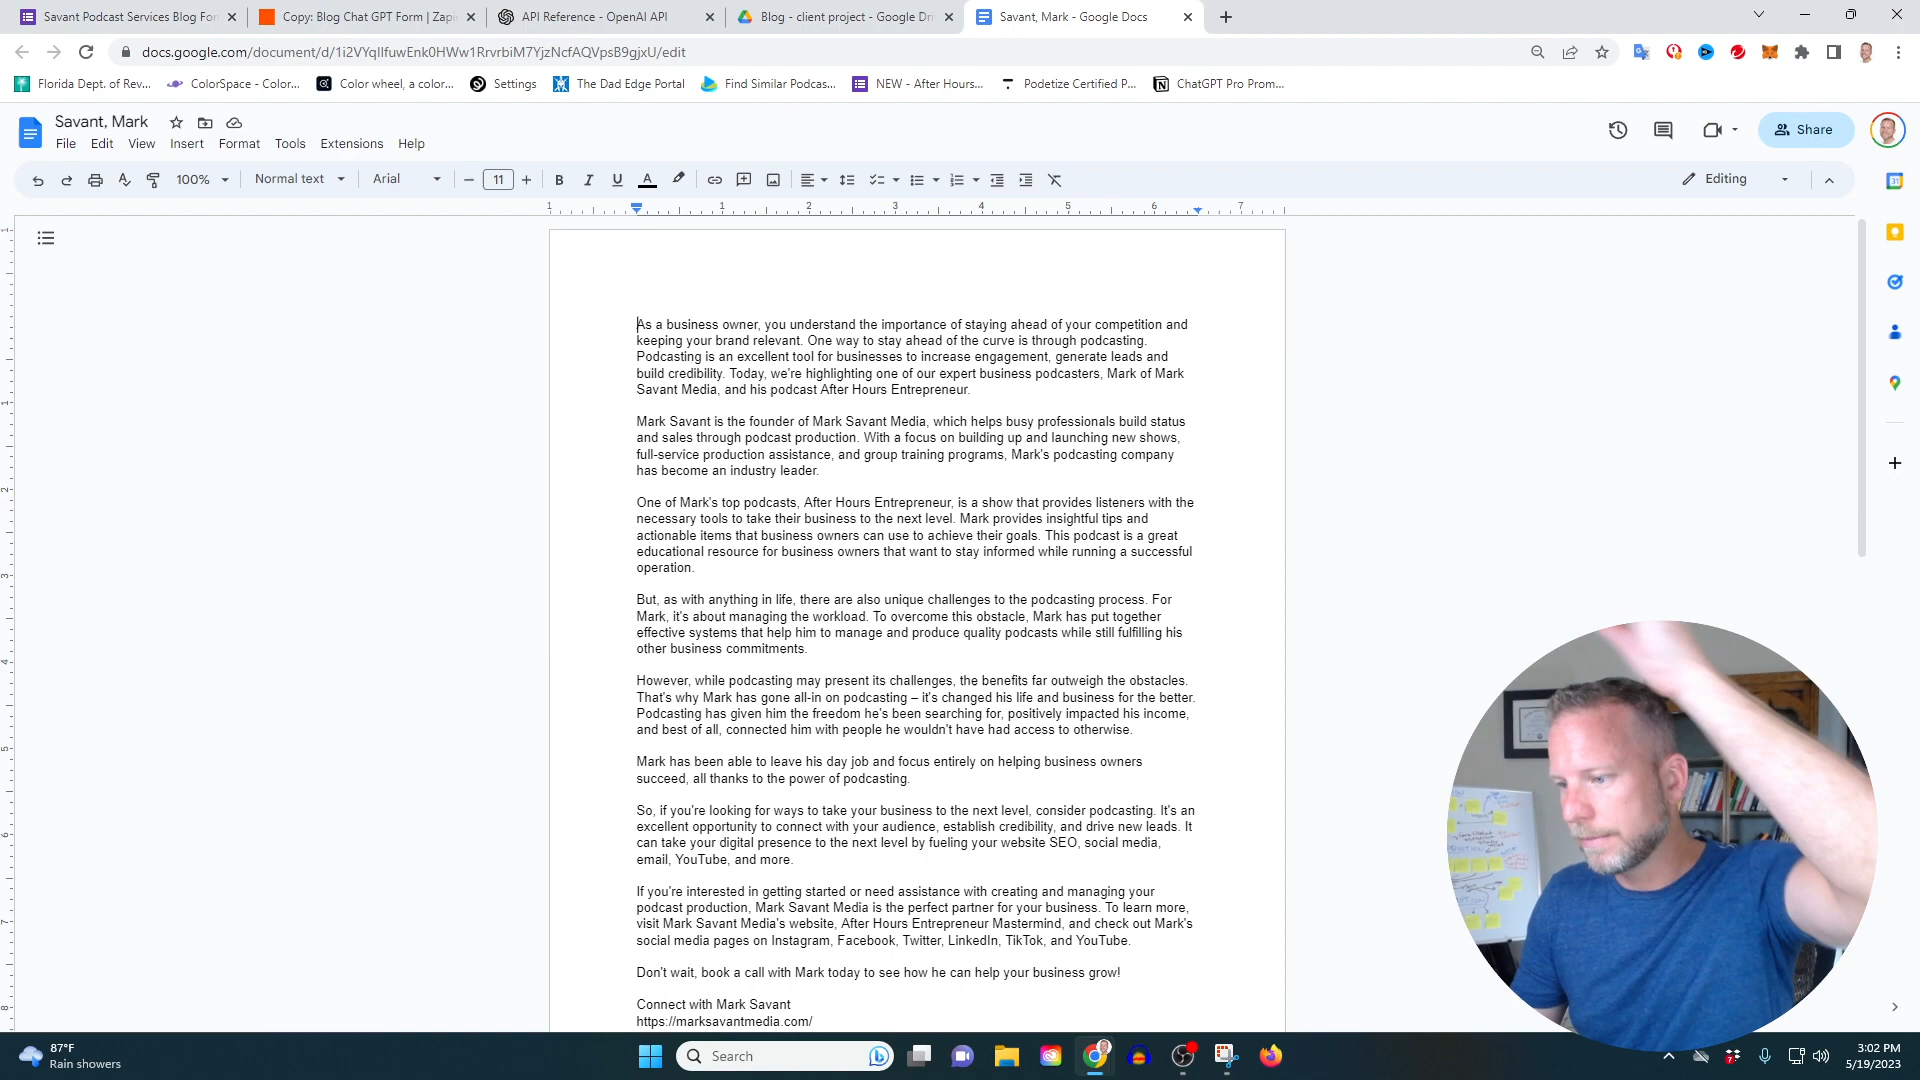 Savant Podcast Services Blog For
Copy: Blog Chat GPT Form | Zapi
API Reference - OpenAI API
Blog - client project - Google Dri
Savant, Mark - Google Docs
docs.google.com/document/d/1i2VYqIIfuwEnk0HWw1RrvrbiM7YjzNcfAQVpsB9gjxU/edit
Florida Dept. of Rev...
ColorSpace - Color...
Color wheel, a color...
Settings
The Dad Edge Portal
Find Similar Podcas...
NEW - After Hours...
Podetize Certified P...
ChatGPT Pro Prom...
Savant, Mark
File Edit View Insert Format Tools Extensions Help
Share
100% Normal text Arial 11 B I U A
Editing
1 1 2 3 4 5 6 7
As a business owner, you understand the importance of staying ahead of your competition and
keeping your brand relevant. One way to stay ahead of the curve is through podcasting.
Podcasting is an excellent tool for businesses to increase engagement, generate leads and
build credibility. Today, we're highlighting one of our expert business podcasters, Mark of Mark
Savant Media, and his podcast After Hours Entrepreneur.
Mark Savant is the founder of Mark Savant Media, which helps busy professionals build status
and sales through podcast production. With a focus on building up and launching new shows,
full-service production assistance, and group training programs, Mark's podcasting company
has become an industry leader.
One of Mark's top podcasts, After Hours Entrepreneur, is a show that provides listeners with the
necessary tools to take their business to the next level. Mark provides insightful tips and
actionable items that business owners can use to achieve their goals. This podcast is a great
educational resource for business owners that want to stay informed while running a successful
operation.
But, as with anything in life, there are also unique challenges to the podcasting process. For
Mark, it's about managing the workload. To overcome this obstacle, Mark has put together
effective systems that help him to manage and produce quality podcasts while still fulfilling his
other business commitments.
However, while podcasting may present its challenges, the benefits far outweigh the obstacles.
That's why Mark has gone all-in on podcasting – it's changed his life and business for the better.
Podcasting has given him the freedom he's been searching for, positively impacted his income,
and best of all, connected him with people he wouldn't have had access to otherwise.
Mark has been able to leave his day job and focus entirely on helping business owners
succeed, all thanks to the power of podcasting.
So, if you're looking for ways to take your business to the next level, consider podcasting. It's an
excellent opportunity to connect with your audience, establish credibility, and drive new leads. It
can take your digital presence to the next level by fueling your website SEO, social media,
email, YouTube, and more.
If you're interested in getting started or need assistance with creating and managing your
podcast production, Mark Savant Media is the perfect partner for your business. To learn more,
visit Mark Savant Media's website, After Hours Entrepreneur Mastermind, and check out Mark's
social media pages on Instagram, Facebook, Twitter, LinkedIn, TikTok, and YouTube.
Don't wait, book a call with Mark today to see how he can help your business grow!
Connect with Mark Savant
https://marksavantmedia.com/
87°F
Rain showers
Search
3:02 PM
5/19/2023